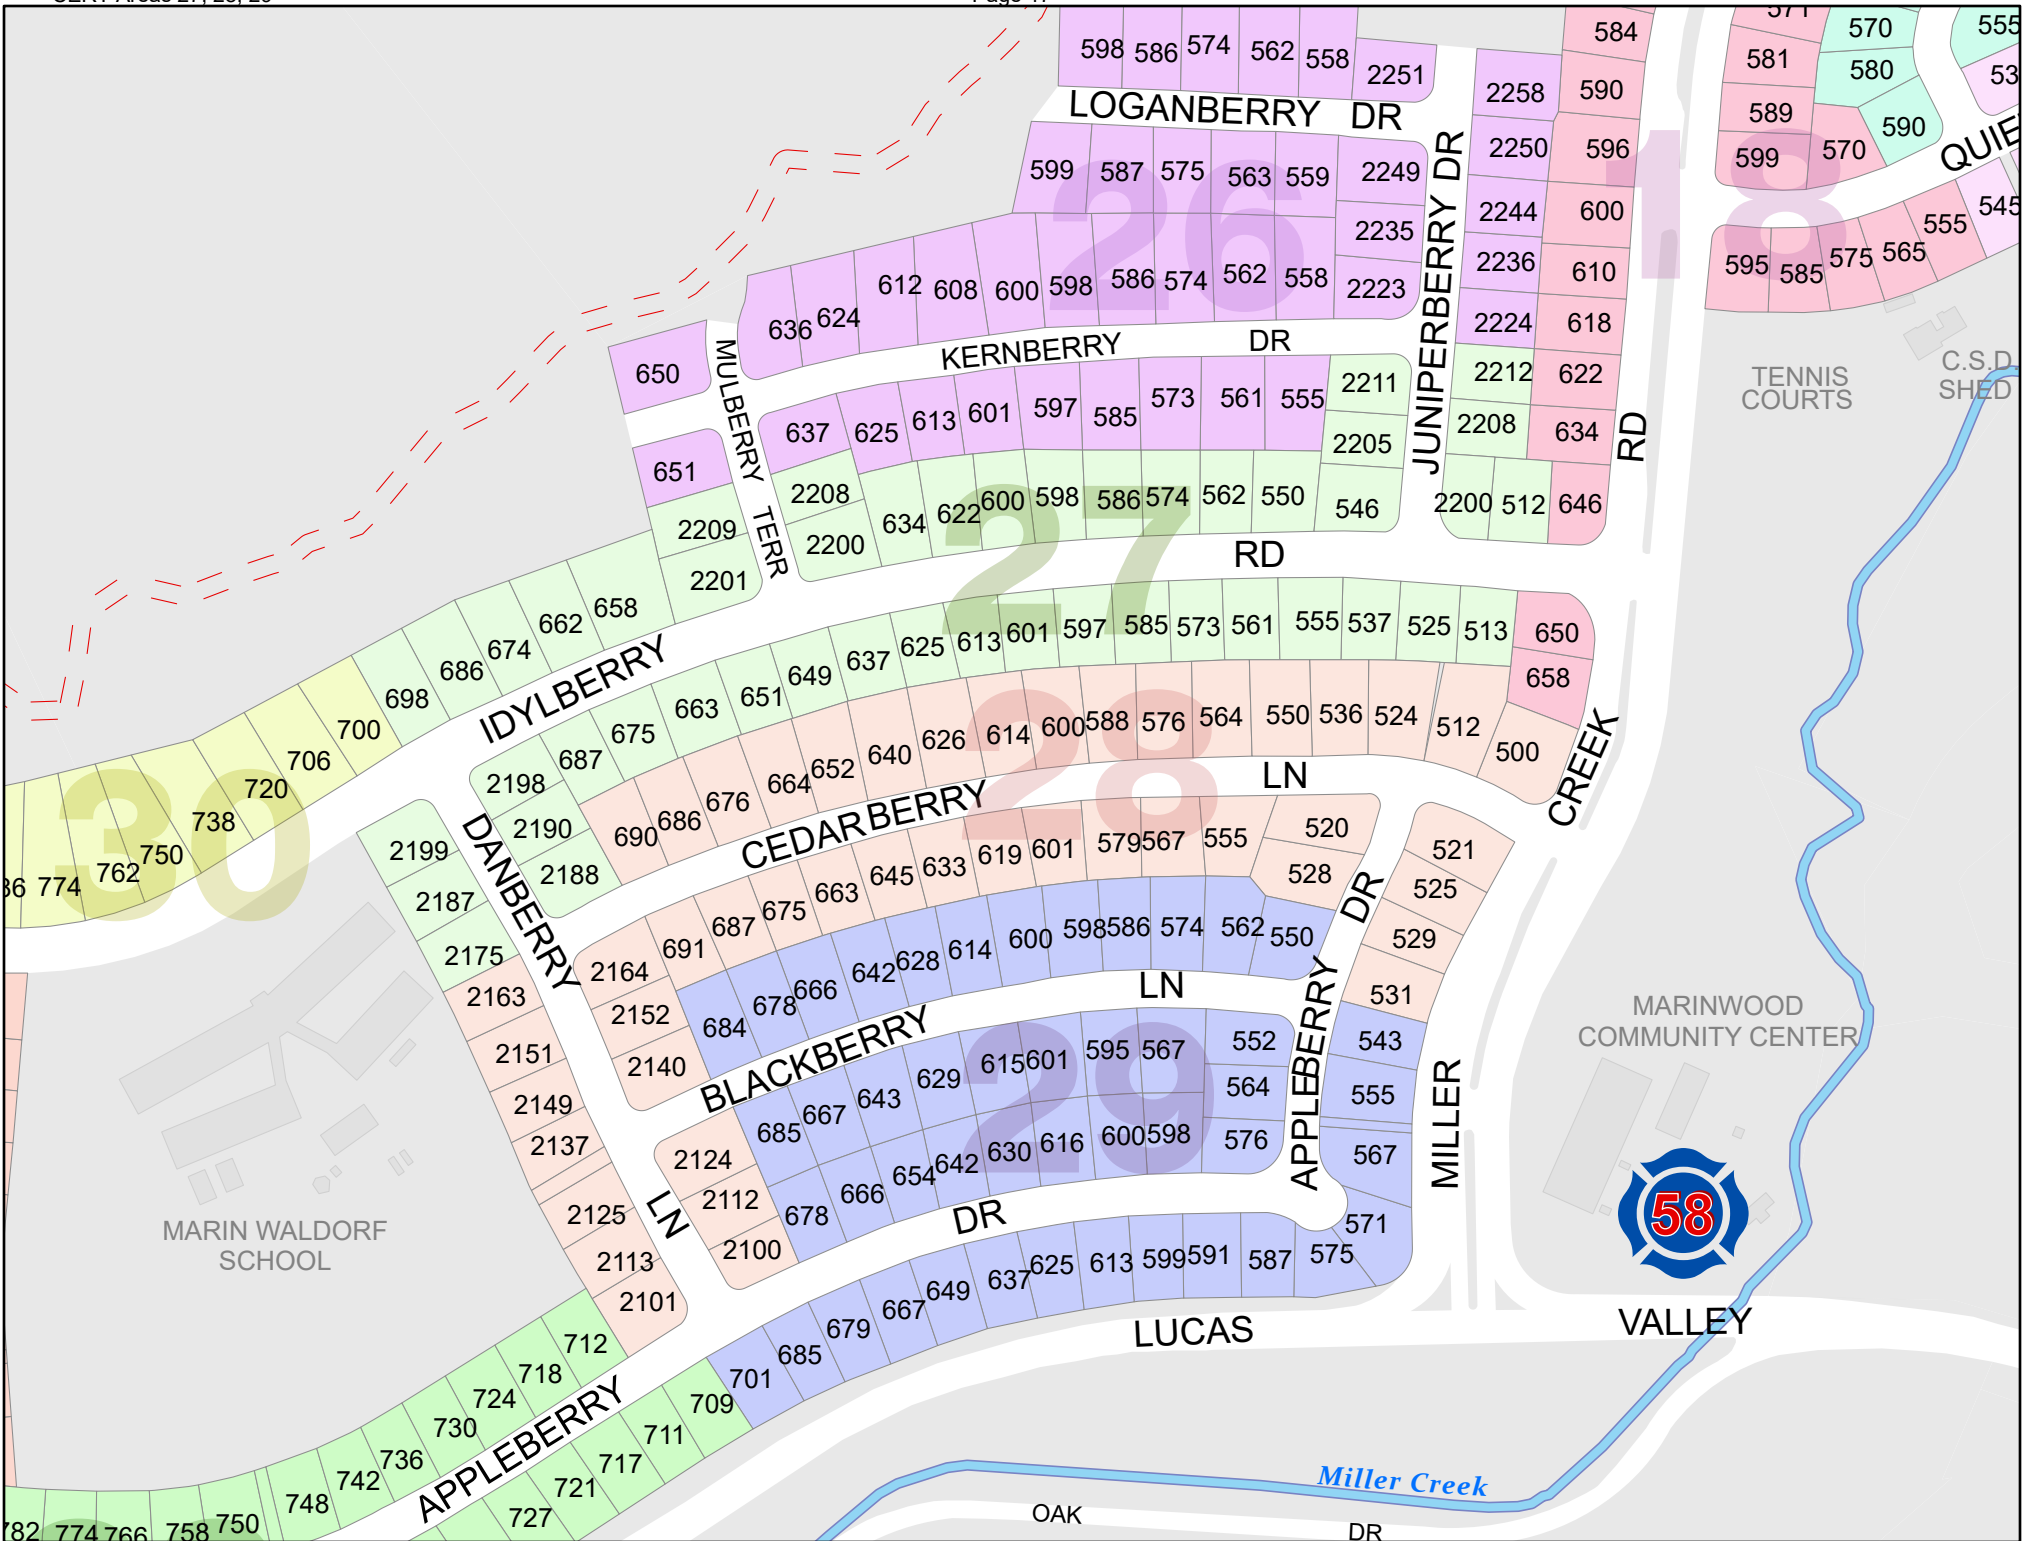 598 586 574 562 558 2251
584
571
570
555
LOGANBERRY DR
2258 590
581 580 53
589 590
599 587 575 563 559 2249
2250 596
599 570
QUIE
26
18
2235
2244 600
545
555
565
575
585
595
636 624 612 608 600 598 586 574 562 558 2223
2236 610
2224 618
JUNIPERBERRY DR
650
MULBERRY TERR
KERNBERRY DR
2211
2212 622
TENNIS
COURTS
C.S.D.
SHED
637 625 613 601 597 585 573 561 555
2205
2208 634
RD
651
2208
2209
2200 634 622 600 598 586 574 562 550 546
2200 512 646
27
2201
RD
698 686 674 662 658
IDYLBERRY
2198 687 675 663 651 649 637 625 613 601 597 585 573 561 555 537 525 513 650
658
30
774 762 750 738 720 706 700
2190
2188
690 686 676 664 652 640 626 614 600 588 576 564 550 536 524 512 500
28
CREEK
CEDARBERRY LN
DANBERRY
2199
2187
2175
2164 691 687 675 663 645 633 619 601 579 567 555 520
528
521
525
529
531
DR
2163
2152
2140
684 678 666 642 628 614 600 598 586 574 562 550
BLACKBERRY LN
MARINWOOD
COMMUNITY CENTER
2151
2149
2137
685 667 643 629 615 601 595 567 552
564
576
543
555
567
571
29
APPLEBERRY
MILLER
2124
2112
2100
678 666 654 642 630 616 600 598
LN
DR
2125
2113
2101
MARIN WALDORF
SCHOOL
58
701 685 679 667 649 637 625 613 599 591 587 575
LUCAS
VALLEY
712
718
724
730
736
742
748
750
758
766
774
782
APPLEBERRY
709
711
717
721
727
Miller Creek
OAK DR